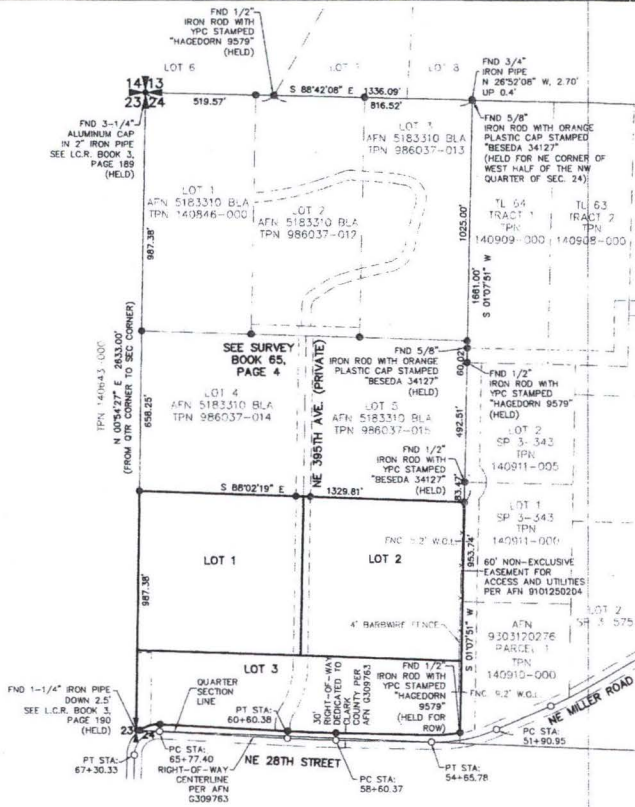 FND 1/2"
IRON ROD WITH
YPC STAMPED
"HAGEDORN 9579"
(HELD)
LOT 6
LOT 8
FND 3/4"
IRON PIPE
N 26°52'08" W, 2.70'
UP 0.4'
14 13
23 24
S 88°42'08" E 1336.09'
519.57'
816.52'
FND 3-1/4"
ALUMINUM CAP
IN 2" IRON PIPE
SEE L.C.R. BOOK 3,
PAGE 189
(HELD)
FND 5/8"
IRON ROD WITH ORANGE
PLASTIC CAP STAMPED
"BESEDA 34127"
(HELD FOR NE CORNER OF
WEST HALF OF THE NW
QUARTER OF SEC. 24)
LOT 3
AFN 5183310 BLA
TPN 986037-013
LOT 1
AFN 5183310 BLA
TPN 140846-000
LOT 2
AFN 5183310 BLA
TPN 986037-012
TL 64
TRACT 1
TPN
140909-000
TL 63
TRACT 2
TPN
140908-000
987.38'
1025.00'
1661.00'
S 01°07'51" W
TPN 140643-000
N 00°54'27" E 2633.00'
(FROM QTR CORNER TO SEC CORNER)
658.25'
SEE SURVEY
BOOK 65,
PAGE 4
NE 395TH AVE. (PRIVATE)
FND 5/8"
IRON ROD WITH ORANGE
PLASTIC CAP STAMPED
"BESEDA 34127"
(HELD)
60.02'
FND 1/2"
IRON ROD WITH
YPC STAMPED
"HAGEDORN 9579"
(HELD)
LOT 4
AFN 5183310 BLA
TPN 986037-014
LOT 5
AFN 5183310 BLA
TPN 986037-015
492.51'
LOT 2
SP 3-343
TPN
140911-005
FND 1/2"
IRON ROD WITH
YPC STAMPED
"BESEDA 34127"
(HELD)
83.47'
S 88°02'19" E
1329.81'
LOT 1
SP 3-343
TPN
140911-000
FNC 5.2' W.O.L
953.74'
LOT 1
LOT 2
60' NON-EXCLUSIVE
EASEMENT FOR
ACCESS AND UTILITIES
PER AFN 9101250204
987.38'
LOT 2
SP 3-575
4' BARBWIRE FENCE
S 01°07'51" W
AFN
9303120276
PARCEL 1
TPN
140910-000
LOT 3
FND 1/2"
IRON ROD WITH
YPC STAMPED
"HAGEDORN
9579"
(HELD FOR
ROW)
FNC 9.2' W.O.L
30'
RIGHT-OF-WAY
DEDICATED TO
CLARK
COUNTY PER
AFN G309763
FND 1-1/4" IRON PIPE
DOWN 2.5'
SEE L.C.R. BOOK 3,
PAGE 190
(HELD)
QUARTER
SECTION
LINE
PT STA:
60+60.38
NE MILLER ROAD
23
24
PC STA:
65+77.40
PT STA:
67+30.33
RIGHT-OF-WAY
CENTERLINE
PER AFN
G309763
NE 28TH STREET
PC STA:
58+60.37
PT STA:
54+65.78
PC STA:
51+90.95